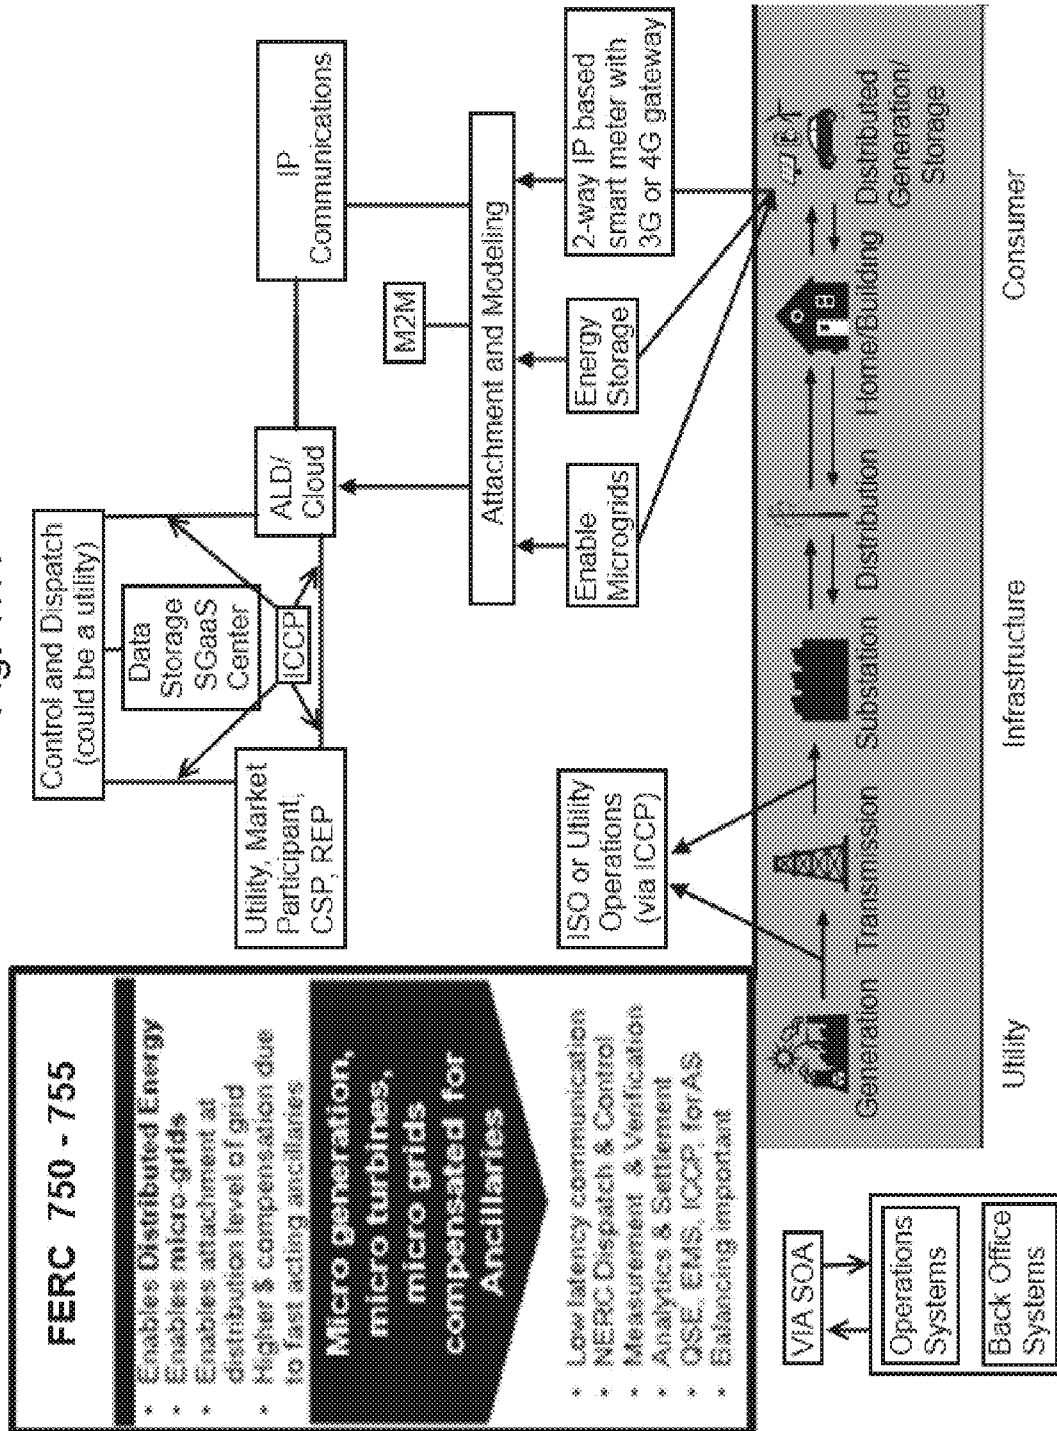 FERC 750 - 755
• Enables Distributed Energy
• Enables micro-grids
• Enables attachment at
distribution level of grid
• Higher $ compensation due
to fast acting ancillaries
Micro generation,
micro turbines,
micro grids
compensated for
Ancillaries
• Low latency communication
• NERC Dispatch & Control
• Measurement & Verification
• Analytics & Settlement
• QSE, EMS, ICCP, for AS
• Balancing important
Control and Dispatch
(could be a utility)
Data
Storage
SGaaS
Center
ICCP
Utility, Market
Participant,
CSP, REP
ALD/
Cloud
IP
Communications
M2M
Attachment and Modeling
ISO or Utility
Operations
(via ICCP)
Enable
Microgrids
Energy
Storage
2-way IP based
smart meter with
3G or 4G gateway
VIA SOA
Operations
Systems
Back Office
Systems
Generation Transmission Substation Distribution Home/Building Distributed
Generation/
Storage
Utility Infrastructure Consumer